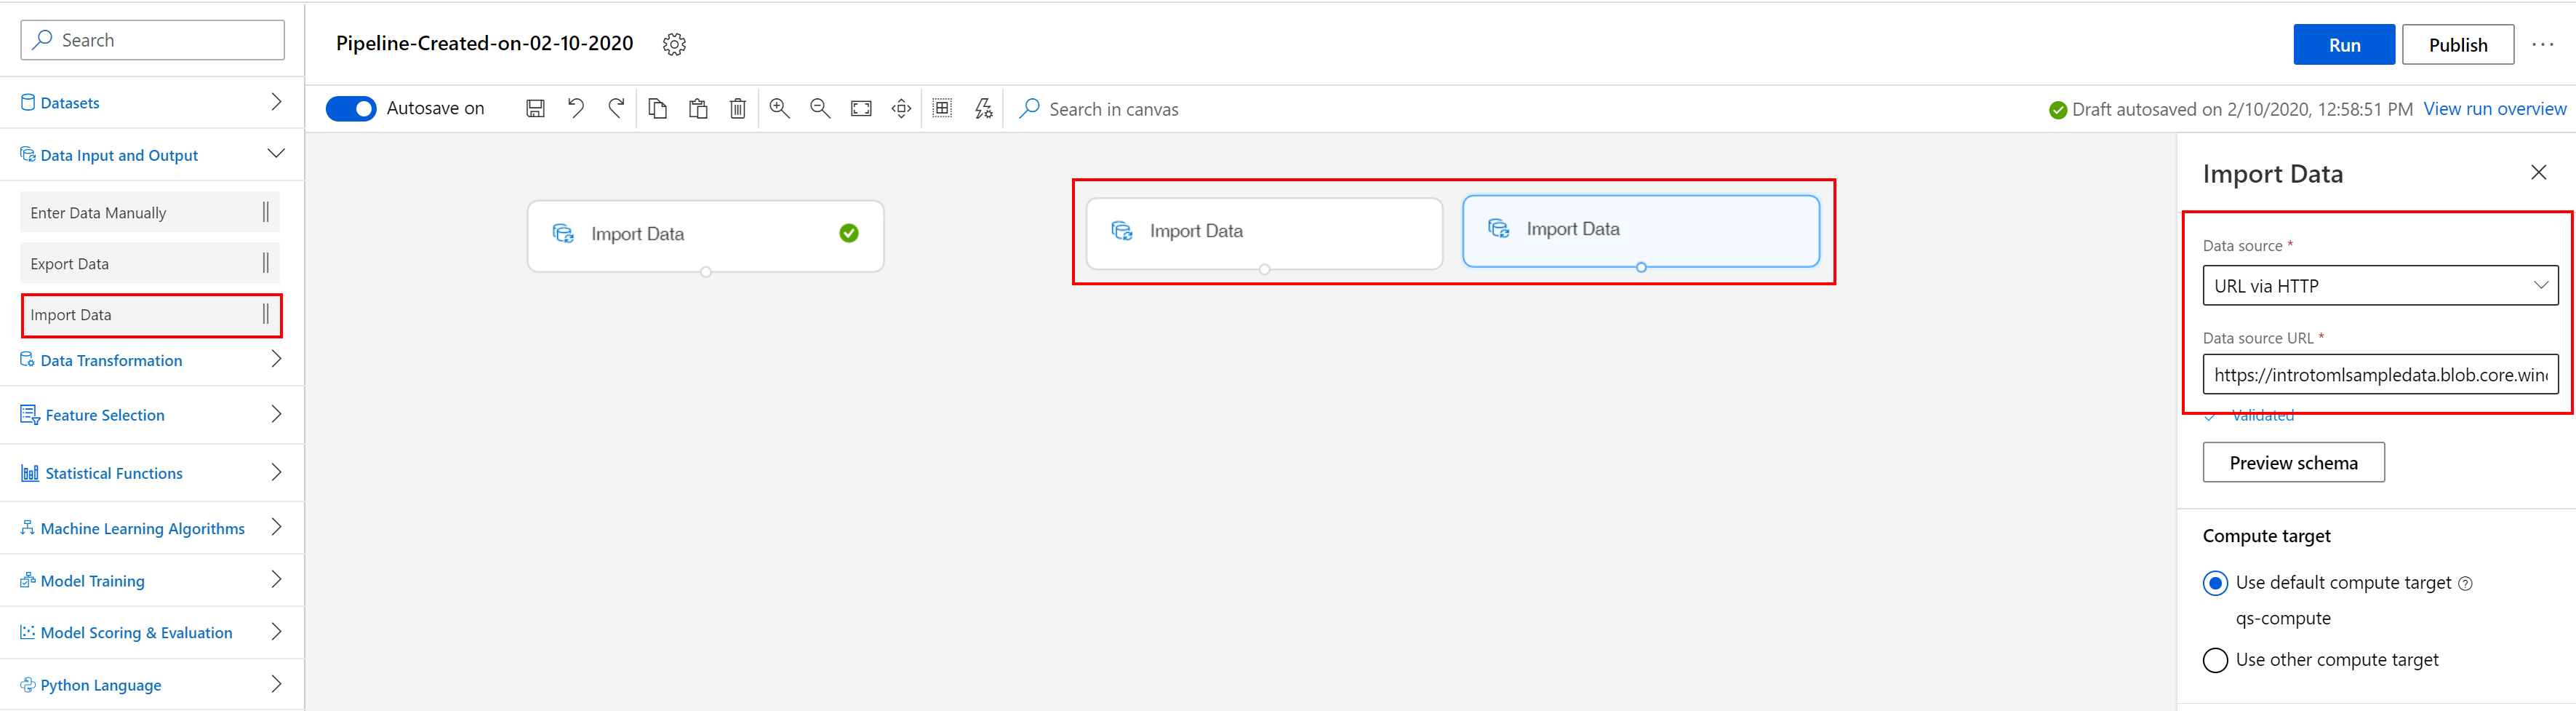 Search
Datasets
Data Input and Output
Enter Data Manually
Export Data
Import Data
Data Transformation
Feature Selection
Statistical Functions
Machine Learning Algorithms
Model Training
Model Scoring & Evaluation
Python Language
Pipeline-Created-on-02-10-2020
Run
Publish
Autosave on
Search in canvas
Draft autosaved on 2/10/2020, 12:58:51 PM
View run overview
Import Data
Import Data
Import Data
Import Data
Data source *
URL via HTTP
Data source URL *
https://introtomlsampledata.blob.core.win
Validated
Preview schema
Compute target
Use default compute target
qs-compute
Use other compute target